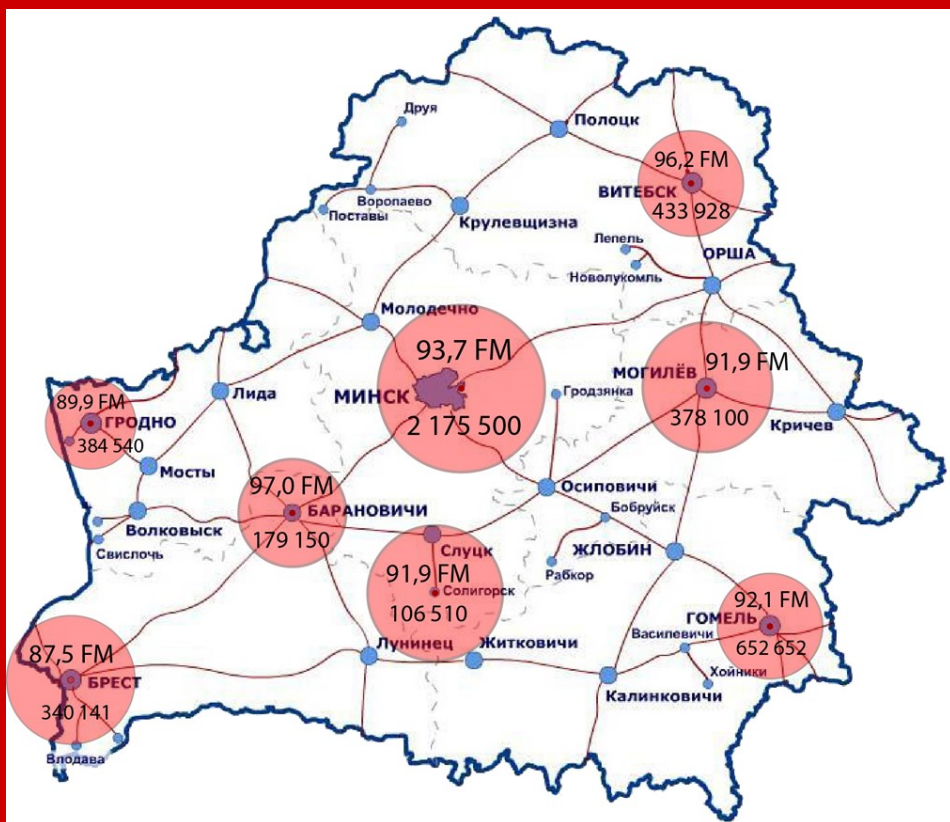 Друя
Полоцк
96,2 FM
ВИТЕБСК
433 928
Воропаево
Поставы
Крулевщизна
Лепель
ОРША
Новолукомль
Молодечно
93,7 FM
МИНСК
2 175 500
91,9 FM
МОГИЛЁВ
378 100
Гродзянка
Кричев
89,9 FM
ГРОДНО
384 540
Лида
Мосты
97,0 FM
БАРАНОВИЧИ
179 150
Волковыск
Свислочь
Осиповичи
Бобруйск
Слуцк
ЖЛОБИН
Рабкор
91,9 FM
Солигорск
106 510
92,1 FM
ГОМЕЛЬ
652 652
Василевичи
Хойники
Лунинец
Житковичи
Калинковичи
87,5 FM
БРЕСТ
340 141
Влодава